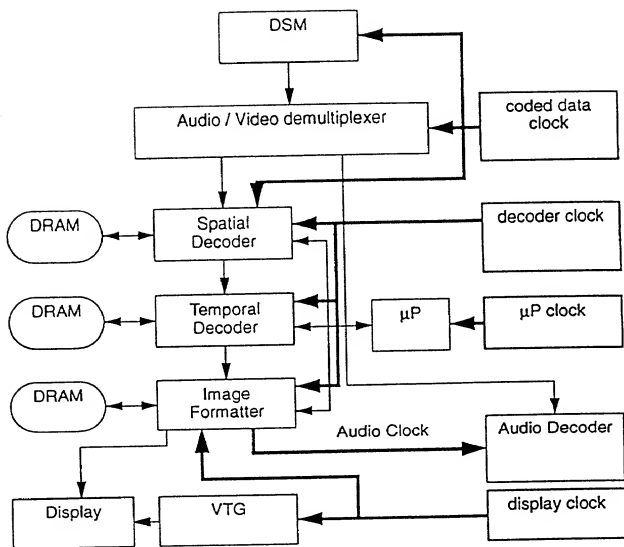 DSM
Audio / Video demultiplexer
coded data
clock
DRAM
Spatial
Decoder
decoder clock
DRAM
Temporal
Decoder
µP
µP clock
DRAM
Image
Formatter
Audio Clock
Audio Decoder
Display
VTG
display clock